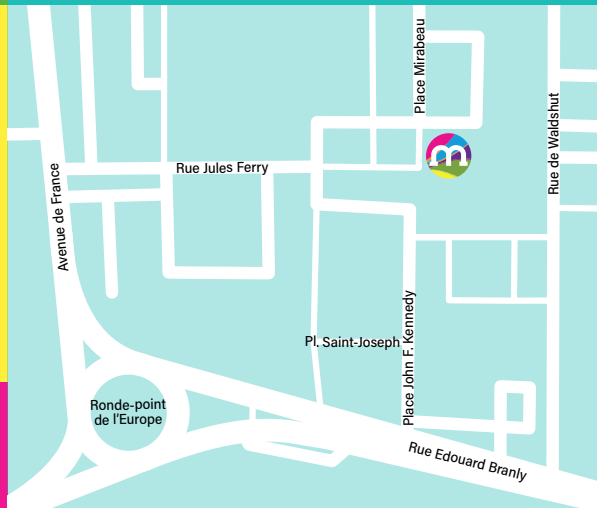 Place Mirabeau
Rue de Waldshut
Rue Jules Ferry
Avenue de France
m
Place John F. Kennedy
Pl. Saint-Joseph
Ronde-point
de l'Europe
Rue Edouard Branly